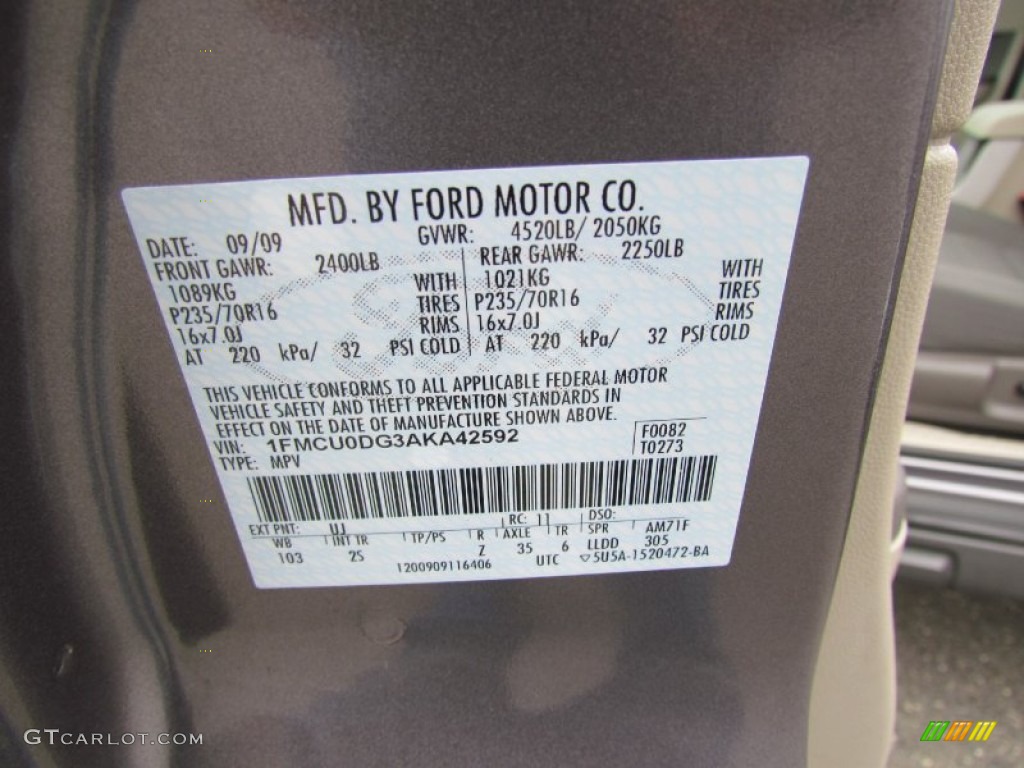 MFD. BY FORD MOTOR CO.
DATE: 09/09 GVWR: 4520LB/ 2050KG
FRONT GAWR: 2400LB REAR GAWR: 2250LB
1089KG WITH 1021KG WITH
P235/70R16 TIRES P235/70R16 TIRES
16x7.0J RIMS 16x7.0J RIMS
AT 220 kPa/ 32 PSI COLD AT 220 kPa/ 32 PSI COLD
THIS VEHICLE CONFORMS TO ALL APPLICABLE FEDERAL MOTOR
VEHICLE SAFETY AND THEFT PREVENTION STANDARDS IN
EFFECT ON THE DATE OF MANUFACTURE SHOWN ABOVE.
VIN: 1FMCU0DG3AKA42592 F0082
TYPE: MPV T0273
EXT PNT: UJ RC: 11 DSO:
WB INT TR TP/PS R AXLE TR SPR AM71F
103 2S Z 35 6 LLDD 305
1200909116406 UTC ▽5U5A-1520472-BA
GTCARLOT.COM